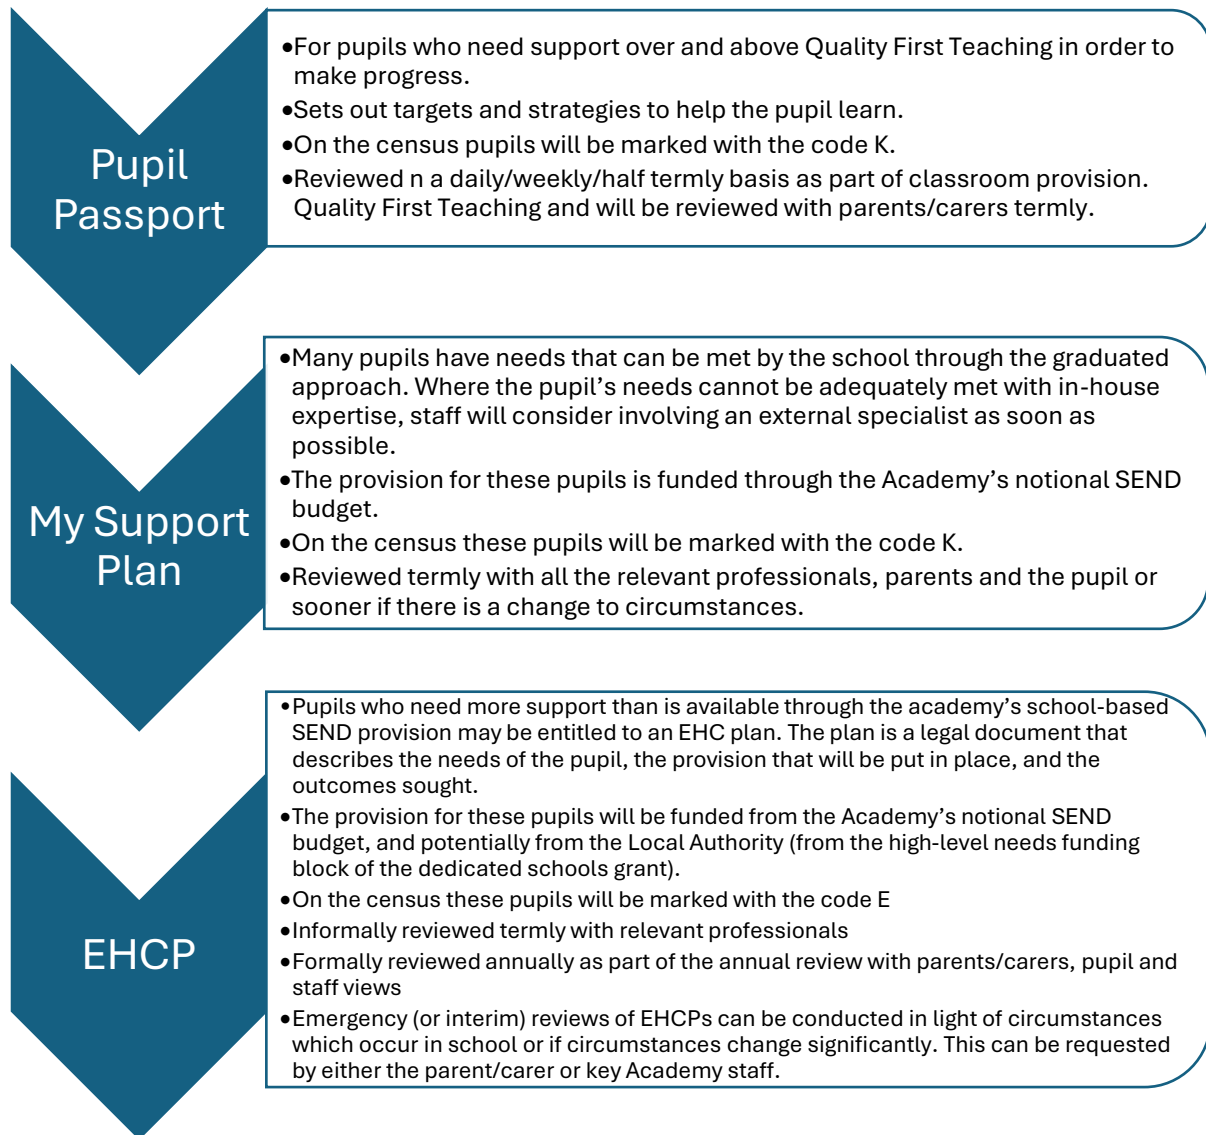 Pupil
Passport
•For pupils who need support over and above Quality First Teaching in order to
make progress.
•Sets out targets and strategies to help the pupil learn.
•On the census pupils will be marked with the code K.
•Reviewed n a daily/weekly/half termly basis as part of classroom provision.
Quality First Teaching and will be reviewed with parents/carers termly.
My Support
Plan
•Many pupils have needs that can be met by the school through the graduated
approach. Where the pupil’s needs cannot be adequately met with in-house
expertise, staff will consider involving an external specialist as soon as
possible.
•The provision for these pupils is funded through the Academy’s notional SEND
budget.
•On the census these pupils will be marked with the code K.
•Reviewed termly with all the relevant professionals, parents and the pupil or
sooner if there is a change to circumstances.
EHCP
•Pupils who need more support than is available through the academy’s school-based
SEND provision may be entitled to an EHC plan. The plan is a legal document that
describes the needs of the pupil, the provision that will be put in place, and the
outcomes sought.
•The provision for these pupils will be funded from the Academy’s notional SEND
budget, and potentially from the Local Authority (from the high-level needs funding
block of the dedicated schools grant).
•On the census these pupils will be marked with the code E
•Informally reviewed termly with relevant professionals
•Formally reviewed annually as part of the annual review with parents/carers, pupil and
staff views
•Emergency (or interim) reviews of EHCPs can be conducted in light of circumstances
which occur in school or if circumstances change significantly. This can be requested
by either the parent/carer or key Academy staff.